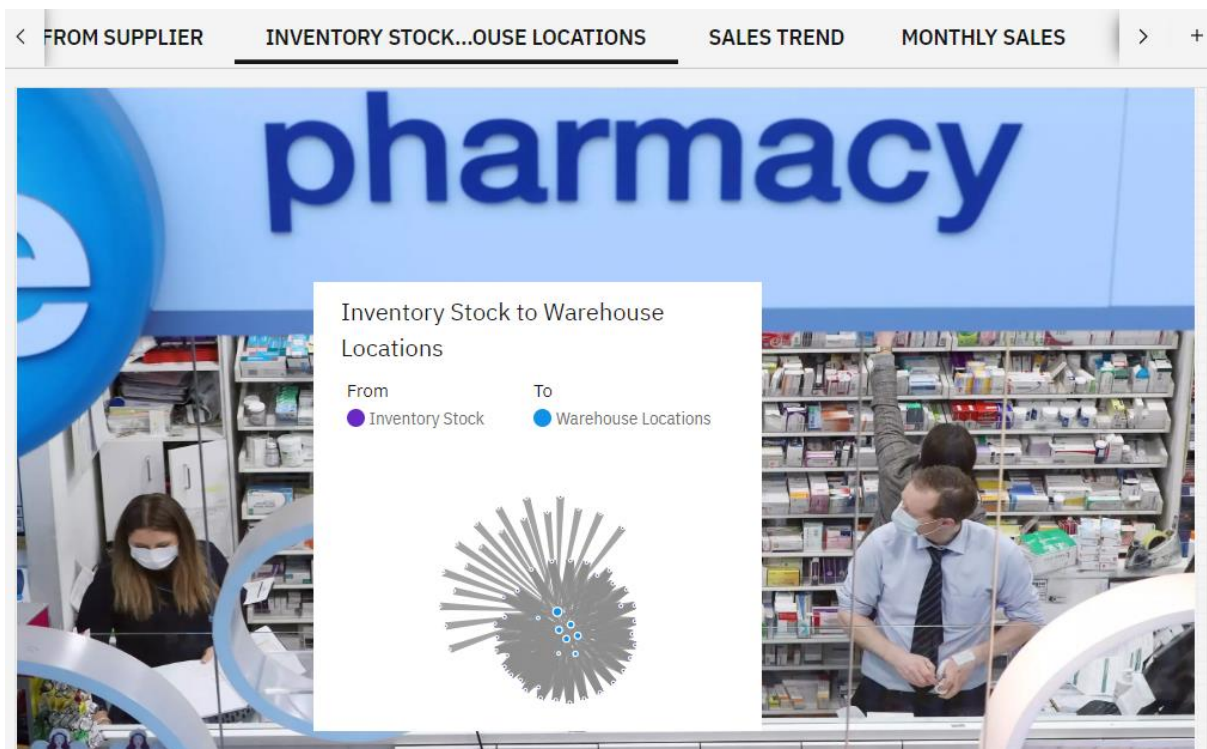 FROM SUPPLIER
INVENTORY STOCK...OUSE LOCATIONS
SALES TREND
MONTHLY SALES
pharmacy
e
Inventory Stock to Warehouse
Locations
From
To
Inventory Stock
Warehouse Locations